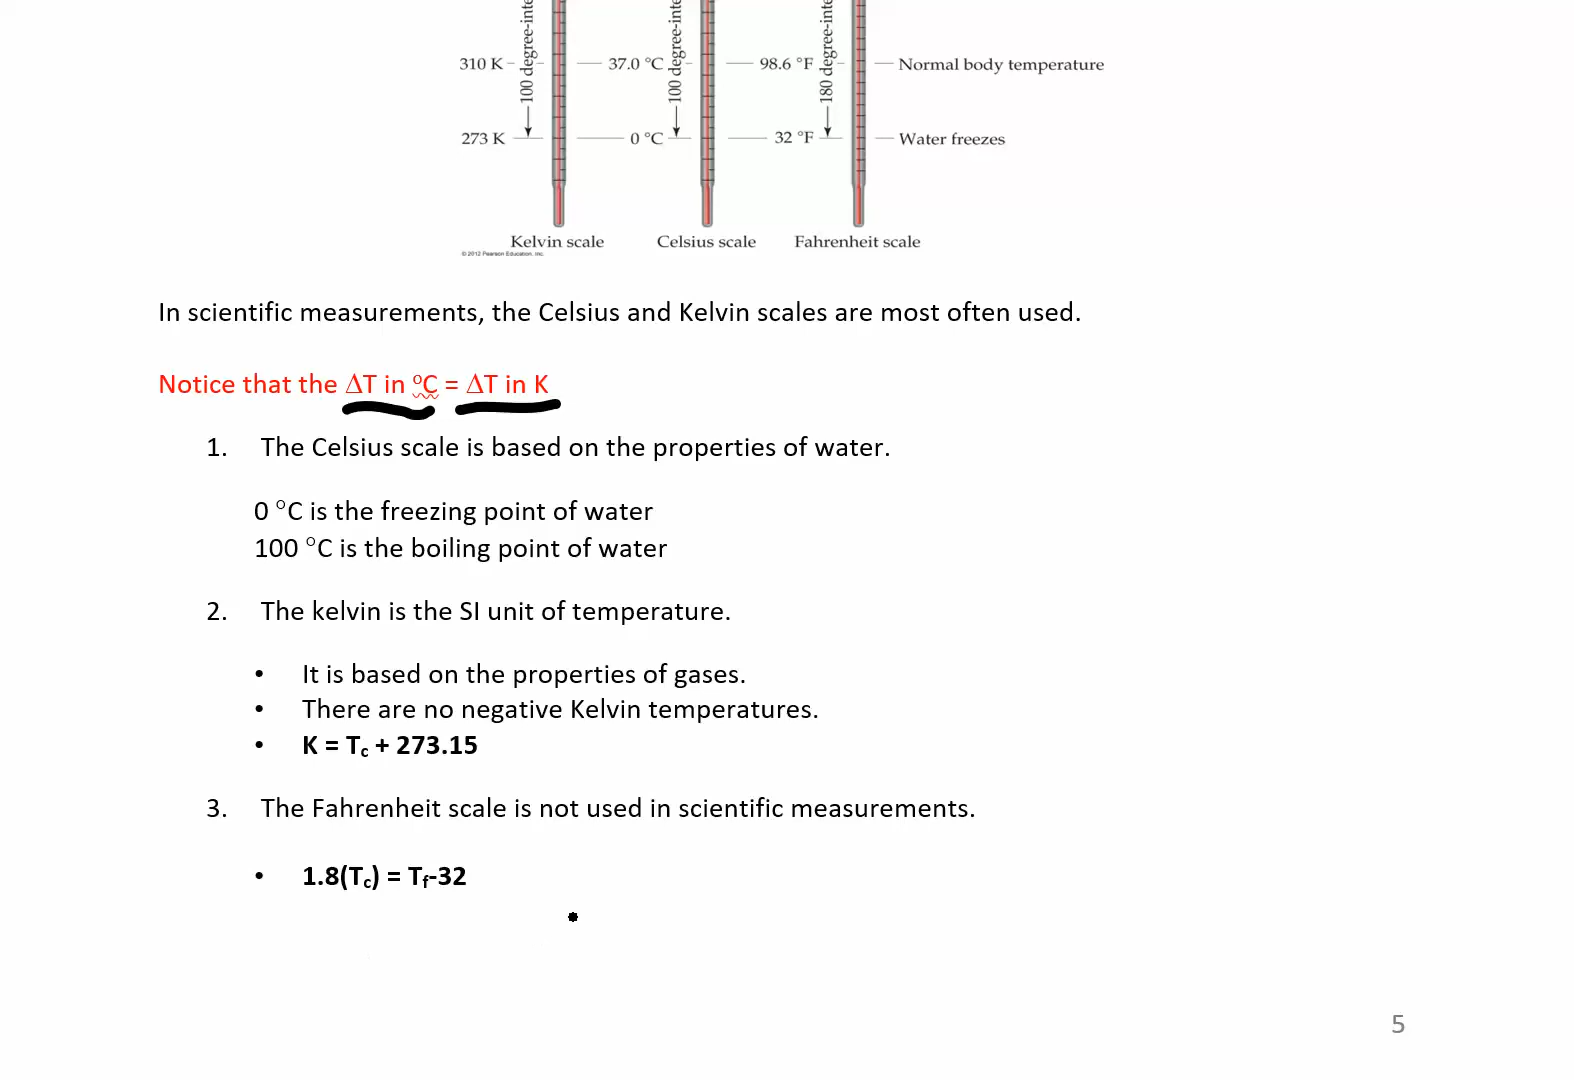 100 degree-inte
100 degree-inte
180 degree-inte
310 K
37.0 °C
98.6 °F
Normal body temperature
273 K
0 °C
32 °F
Water freezes
Kelvin scale
Celsius scale
Fahrenheit scale
© 2012 Pearson Education, Inc.
In scientific measurements, the Celsius and Kelvin scales are most often used.
Notice that the ΔT in ºC = ΔT in K
1. The Celsius scale is based on the properties of water.
0 °C is the freezing point of water
100 °C is the boiling point of water
2. The kelvin is the SI unit of temperature.
• It is based on the properties of gases.
• There are no negative Kelvin temperatures.
• K = Tc + 273.15
3. The Fahrenheit scale is not used in scientific measurements.
• 1.8(Tc) = Tf-32
5